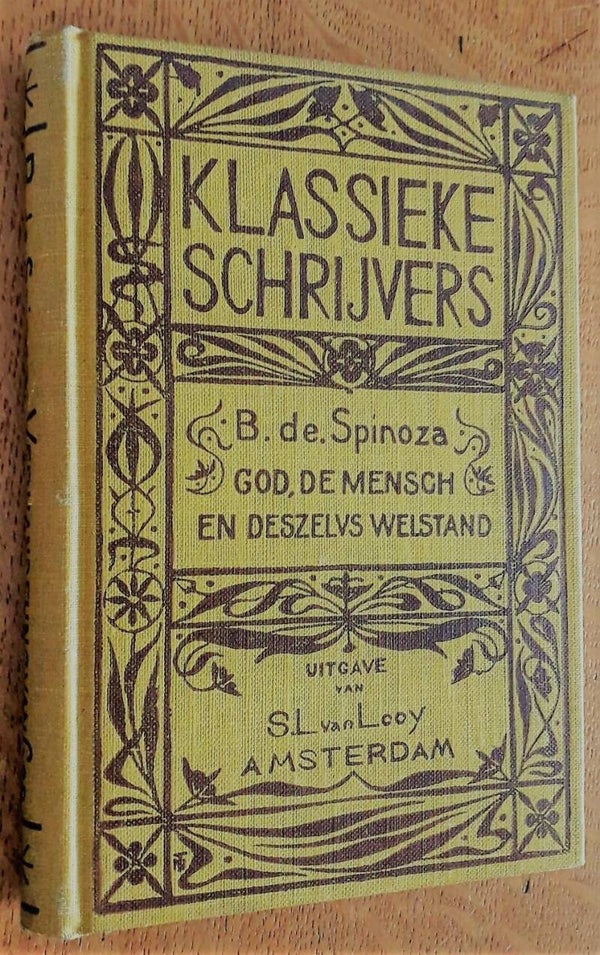 KLASSIEKE
SCHRIJVERS
B. de. Spinoza
GOD, DE MENSCH
EN DESZELVS WELSTAND
UITGAVE
VAN
S.L van Looy
AMSTERDAM